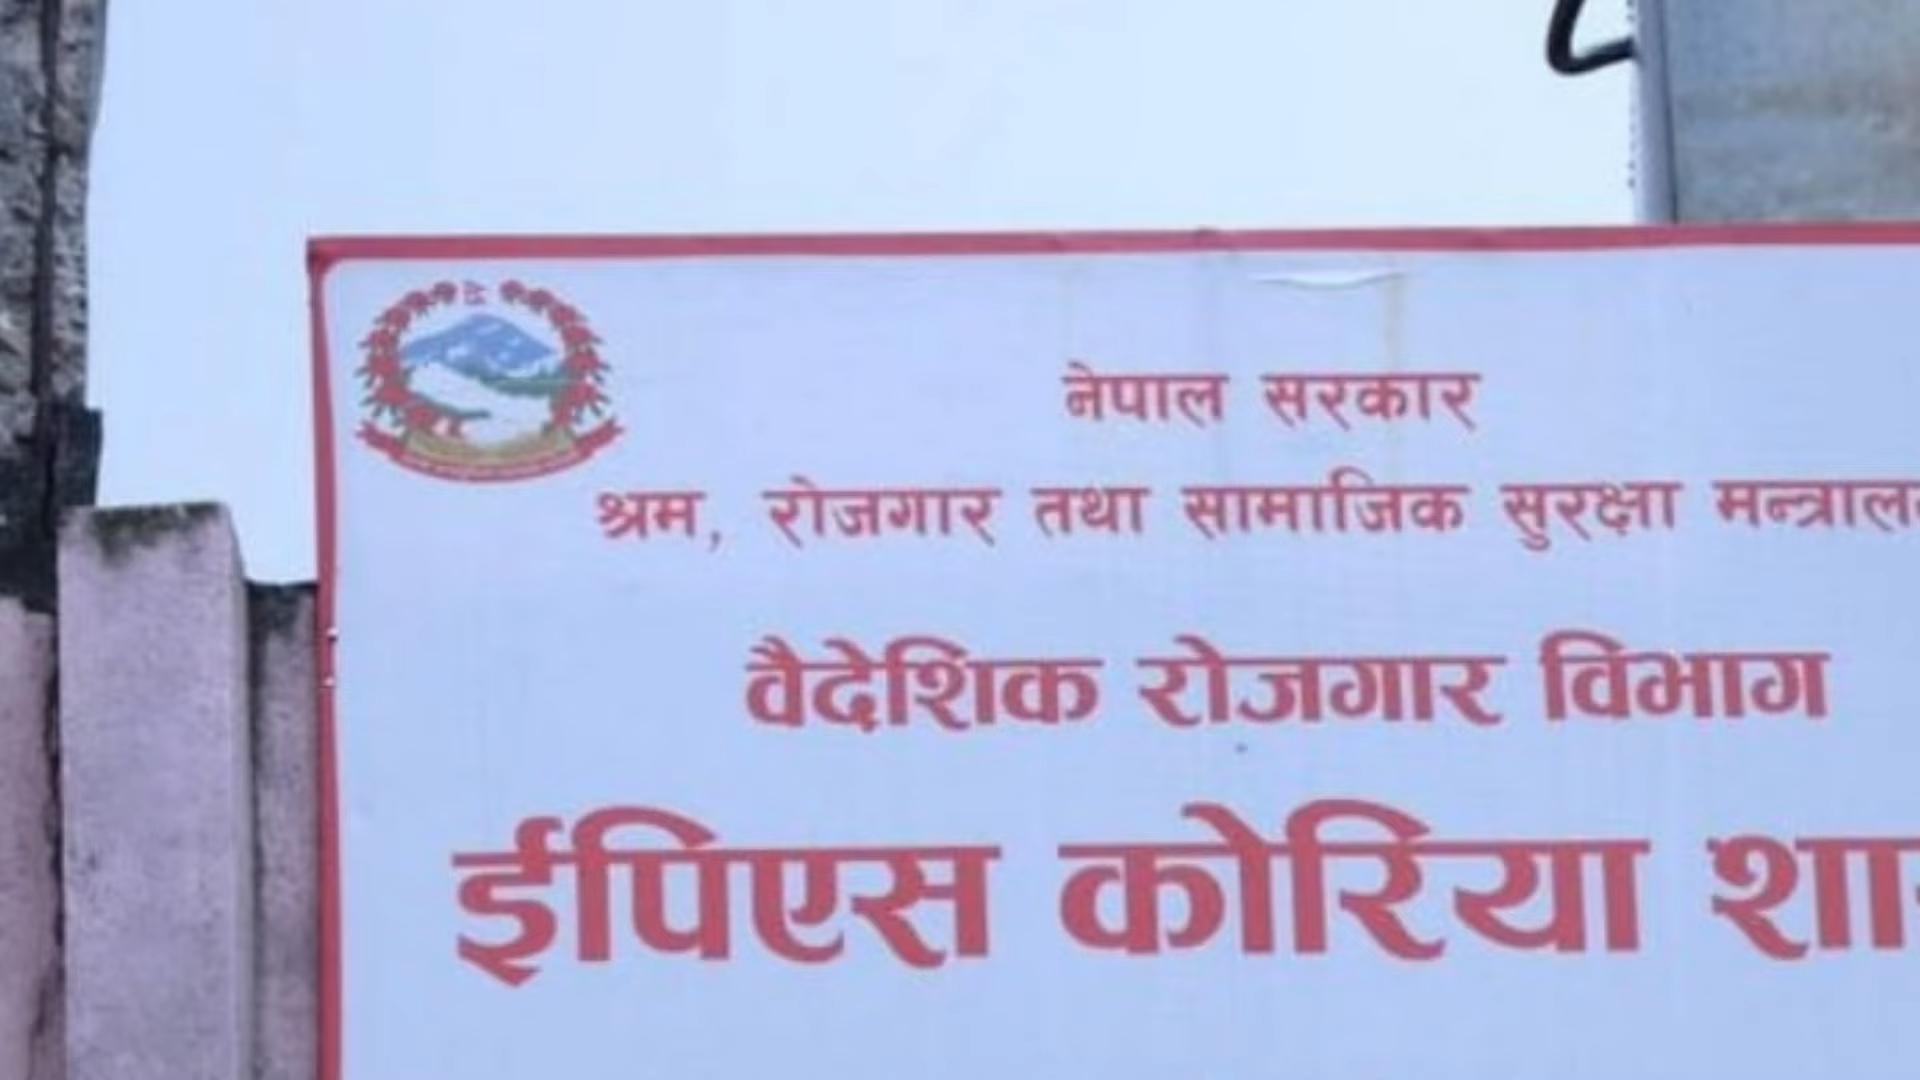 नेपाल सरकार
श्रम, रोजगार तथा सामाजिक सुरक्षा
वैदेशिक रोजगार विभाग
ईपिएस कोरिया